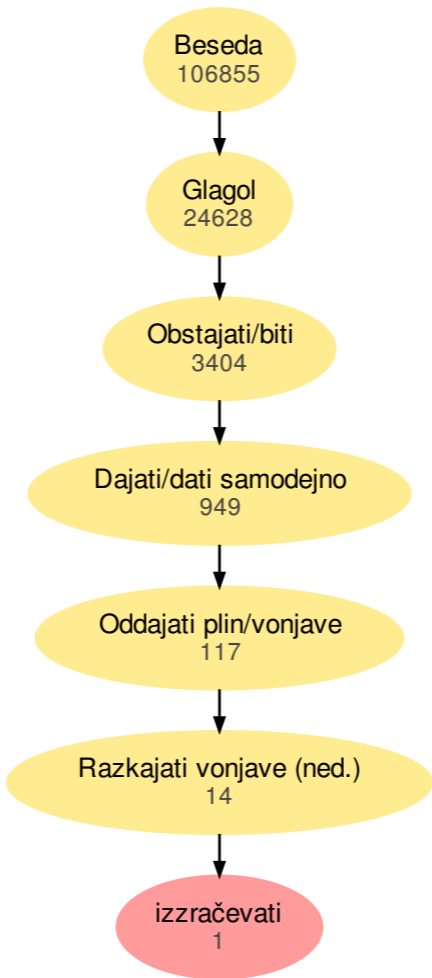 Beseda
106855
Glagol
24628
Obstajati/biti
3404
Dajati/dati samodejno
949
Oddajati plin/vonjave
117
Razkajati vonjave (ned.)
14
izzračevati
1